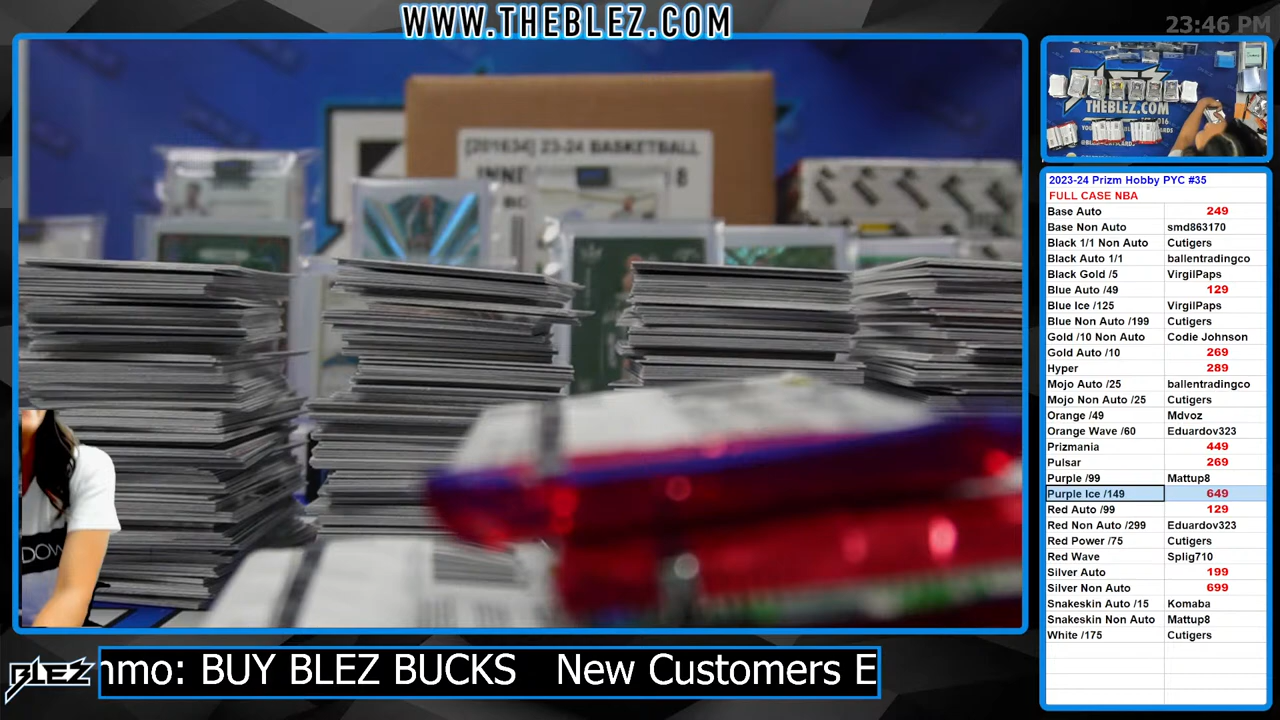 WWW.THEBLEZ.COM
23:46 PM
[201634] 23-24 BASKETBALL
8
BLEZ
THEBLEZ.COM
2023-24 Prizm Hobby PYC #35
FULL CASE NBA
Base Auto 249
Base Non Auto smd863170
Black 1/1 Non Auto Cutigers
Black Auto 1/1 ballentradingco
Black Gold /5 VirgilPaps
Blue Auto /49 129
Blue Ice /125 VirgilPaps
Blue Non Auto /199 Cutigers
Gold /10 Non Auto Codie Johnson
Gold Auto /10 269
Hyper 289
Mojo Auto /25 ballentradingco
Mojo Non Auto /25 Cutigers
Orange /49 Mdvoz
Orange Wave /60 Eduardov323
Prizmania 449
Pulsar 269
Purple /99 Mattup8
Purple Ice /149 649
Red Auto /99 129
Red Non Auto /299 Eduardov323
Red Power /75 Cutigers
Red Wave Splig710
Silver Auto 199
Silver Non Auto 699
Snakeskin Auto /15 Komaba
Snakeskin Non Auto Mattup8
White /175 Cutigers
DOW
BLEZ
nmo: BUY BLEZ BUCKS New Customers E